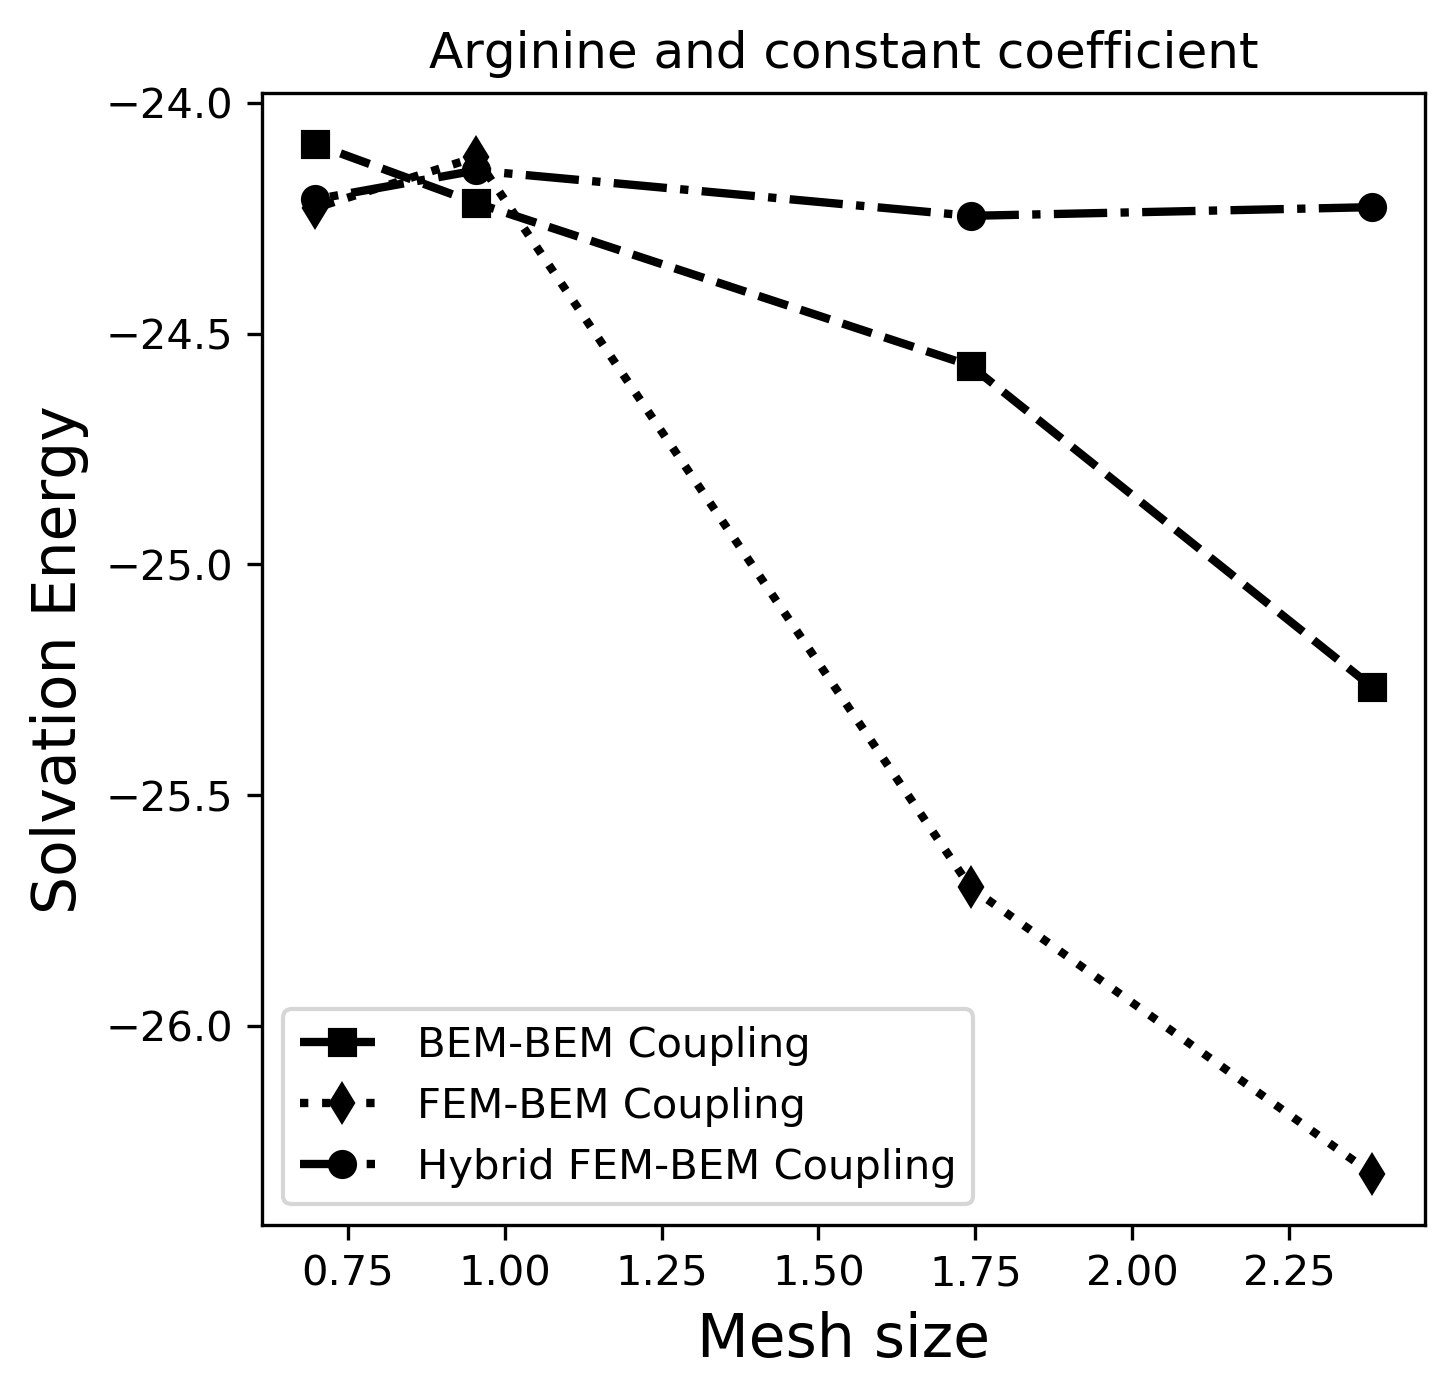 Arginine and constant coefficient
−24.0
−24.5
−25.0
−25.5
−26.0
Solvation Energy
BEM-BEM Coupling
FEM-BEM Coupling
Hybrid FEM-BEM Coupling
0.75 1.00 1.25 1.50 1.75 2.00 2.25
Mesh size